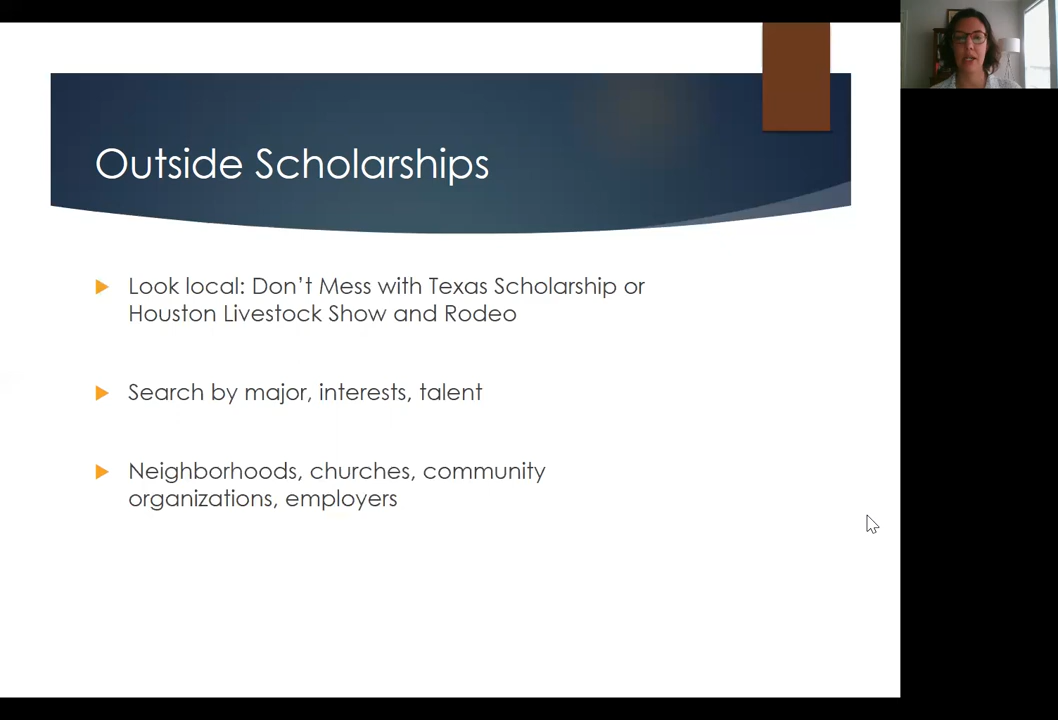 Outside Scholarships
Look local: Don’t Mess with Texas Scholarship or
Houston Livestock Show and Rodeo
Search by major, interests, talent
Neighborhoods, churches, community
organizations, employers